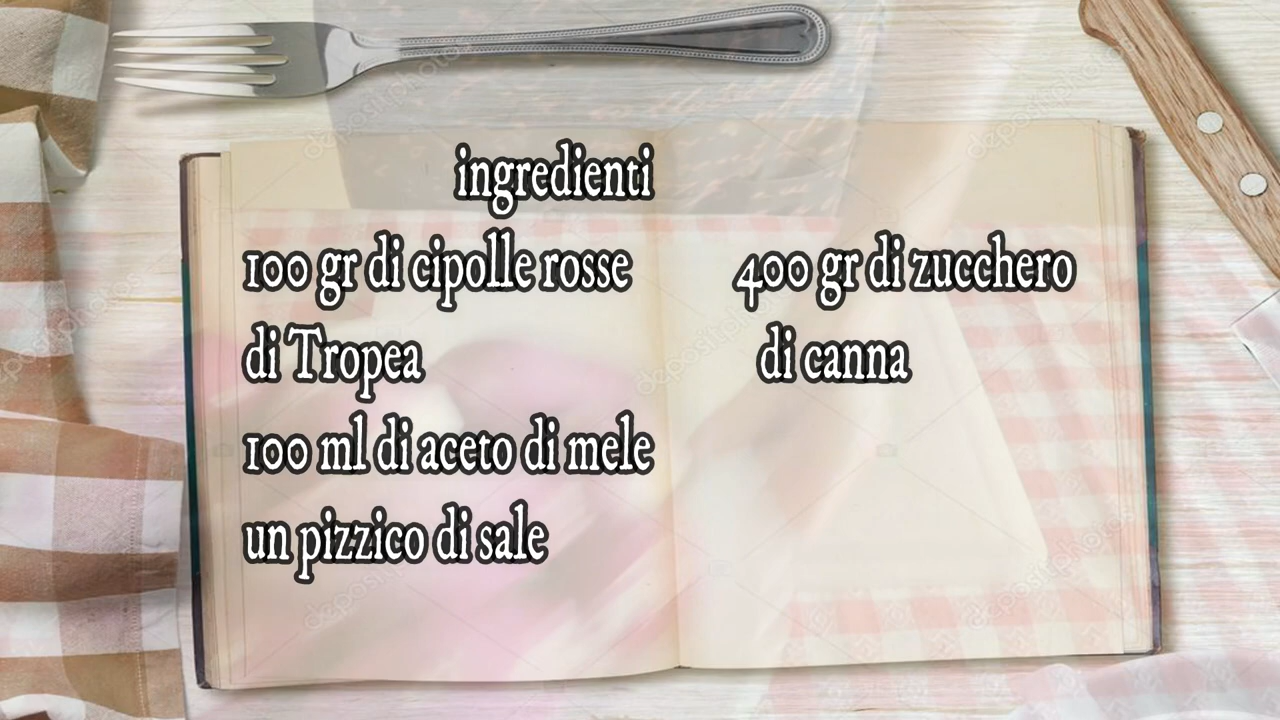 ingredienti
100 gr di cipolle rosse
di Tropea
100 ml di aceto di mele
un pizzico di sale
400 gr di zucchero
di canna
depositphotos